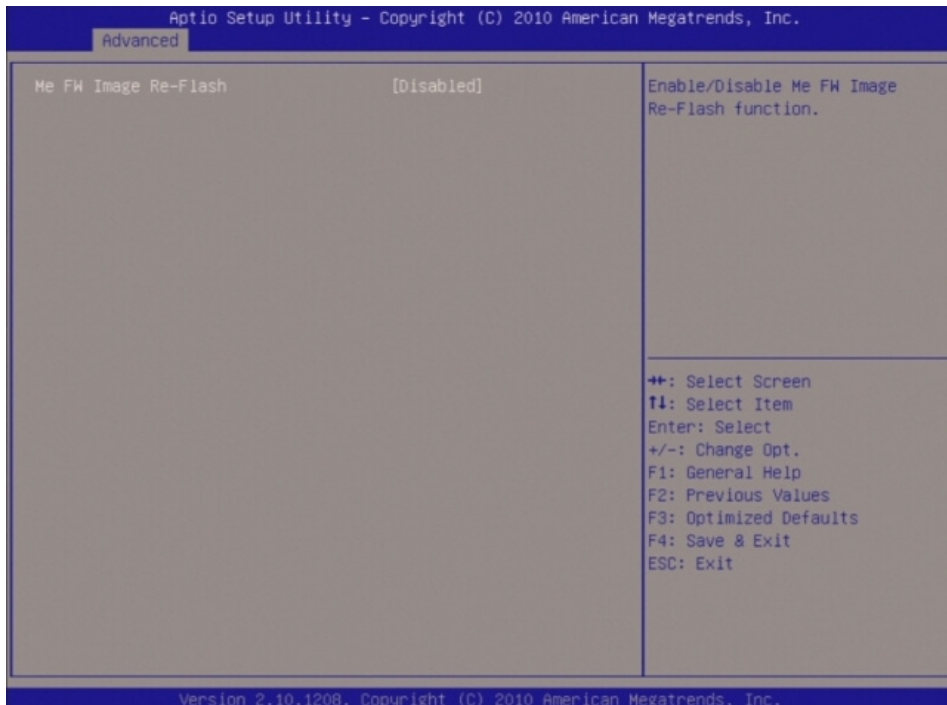 Aptio Setup Utility – Copyright (C) 2010 American Megatrends, Inc.
Advanced
Me FW Image Re-Flash [Disabled]
Enable/Disable Me FW Image
Re-Flash function.
→←: Select Screen
↑↓: Select Item
Enter: Select
+/-: Change Opt.
F1: General Help
F2: Previous Values
F3: Optimized Defaults
F4: Save & Exit
ESC: Exit
Version 2.10.1208. Copyright (C) 2010 American Megatrends, Inc.